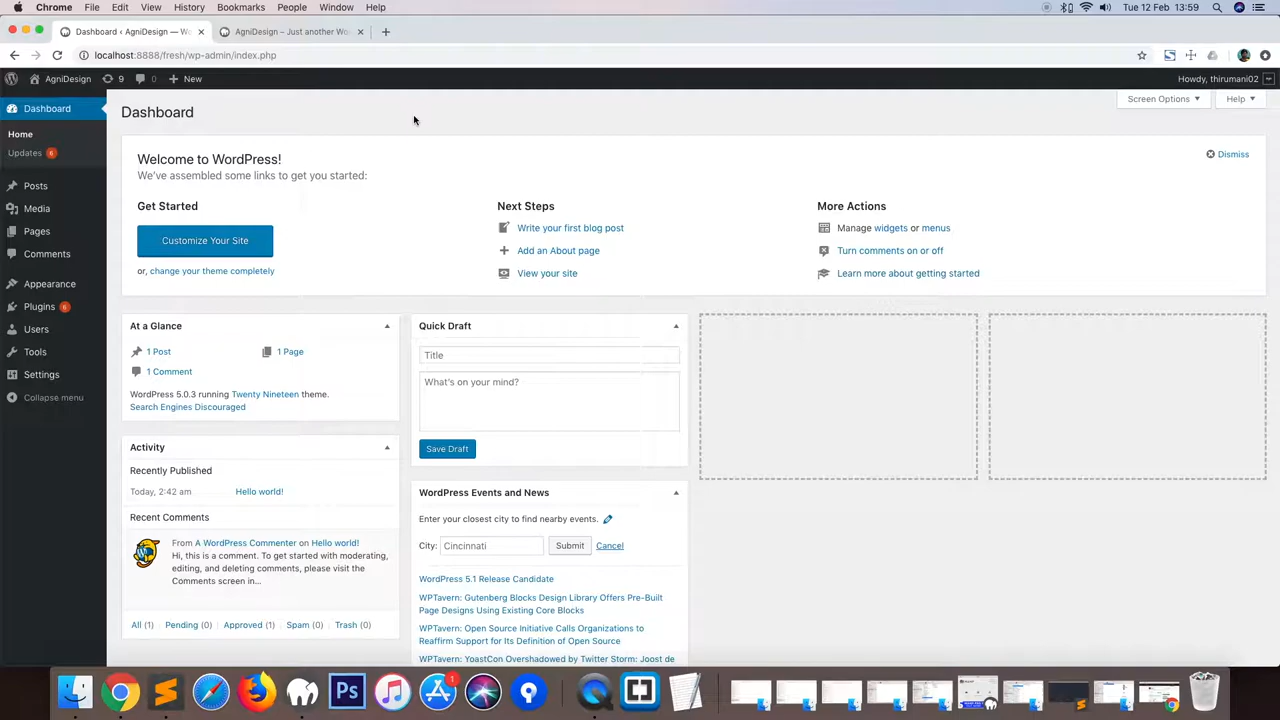 Chrome File Edit View History Bookmarks People Window Help Tue 12 Feb 13:59
Dashboard ‹ AgniDesign — Wo
AgniDesign – Just another Wo
localhost:8888/fresh/wp-admin/index.php
AgniDesign 9 0 New Howdy, thirumani02
Dashboard
Home
Updates 6
Posts
Media
Pages
Comments
Appearance
Plugins 6
Users
Tools
Settings
Collapse menu
Screen Options Help
Dashboard
Welcome to WordPress!
Dismiss
We've assembled some links to get you started:
Get Started
Customize Your Site
or, change your theme completely
Next Steps
Write your first blog post
Add an About page
View your site
More Actions
Manage widgets or menus
Turn comments on or off
Learn more about getting started
At a Glance
1 Post 1 Page
1 Comment
WordPress 5.0.3 running Twenty Nineteen theme.
Search Engines Discouraged
Activity
Recently Published
Today, 2:42 am Hello world!
Recent Comments
From A WordPress Commenter on Hello world!
Hi, this is a comment. To get started with moderating,
editing, and deleting comments, please visit the
Comments screen in…
All (1) Pending (0) Approved (1) Spam (0) Trash (0)
Quick Draft
Title
What's on your mind?
Save Draft
WordPress Events and News
Enter your closest city to find nearby events.
City: Cincinnati Submit Cancel
WordPress 5.1 Release Candidate
WPTavern: Gutenberg Blocks Design Library Offers Pre-Built
Page Designs Using Existing Core Blocks
WPTavern: Open Source Initiative Calls Organizations to
Reaffirm Support for Its Definition of Open Source
WPTavern: YoastCon Overshadowed by Twitter Storm: Joost de
1
Ps